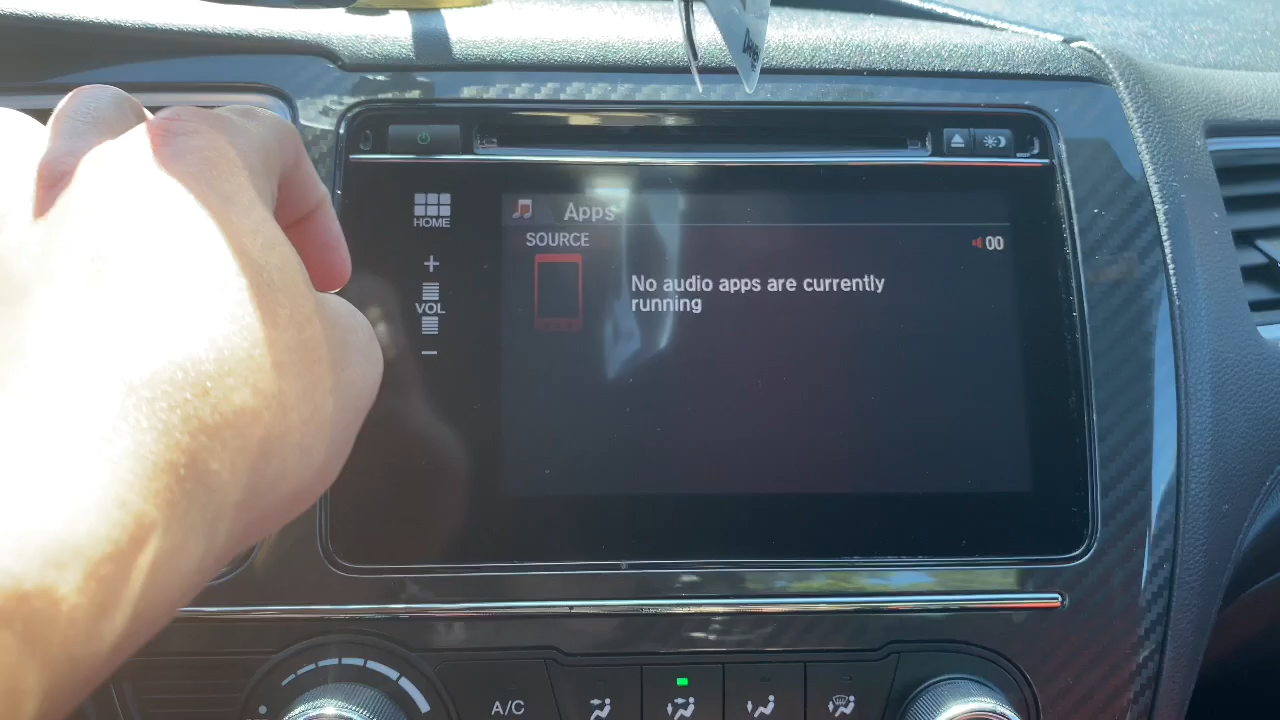 HOME
Apps
SOURCE
00
+
VOL
−
No audio apps are currently
running
A/C